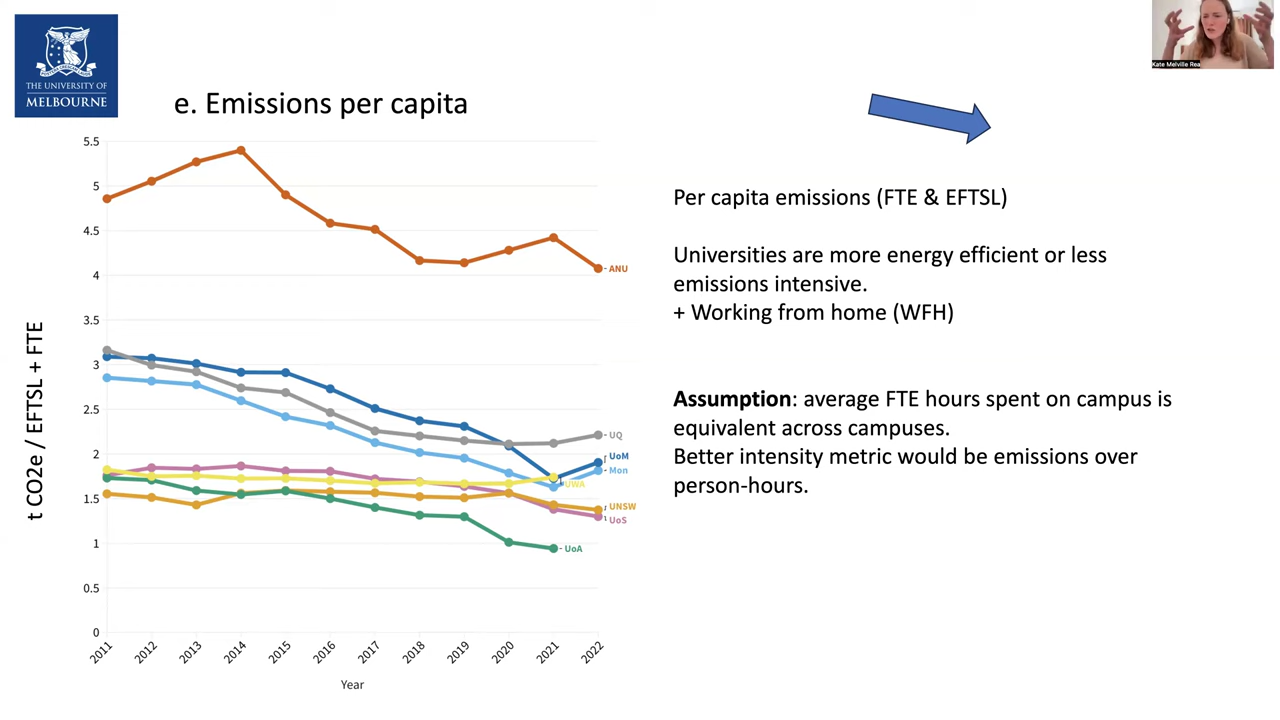 THE UNIVERSITY OF
MELBOURNE
Kate Melville Rea
e. Emissions per capita
t CO2e / EFTSL + FTE
5.5
5
4.5
4
3.5
3
2.5
2
1.5
1
0.5
0
ANU
UQ
UoM
Mon
UWA
UNSW
UoS
UoA
2011
2012
2013
2014
2015
2016
2017
2018
2019
2020
2021
2022
Year
Per capita emissions (FTE & EFTSL)
Universities are more energy efficient or less
emissions intensive.
+ Working from home (WFH)
Assumption: average FTE hours spent on campus is
equivalent across campuses.
Better intensity metric would be emissions over
person-hours.